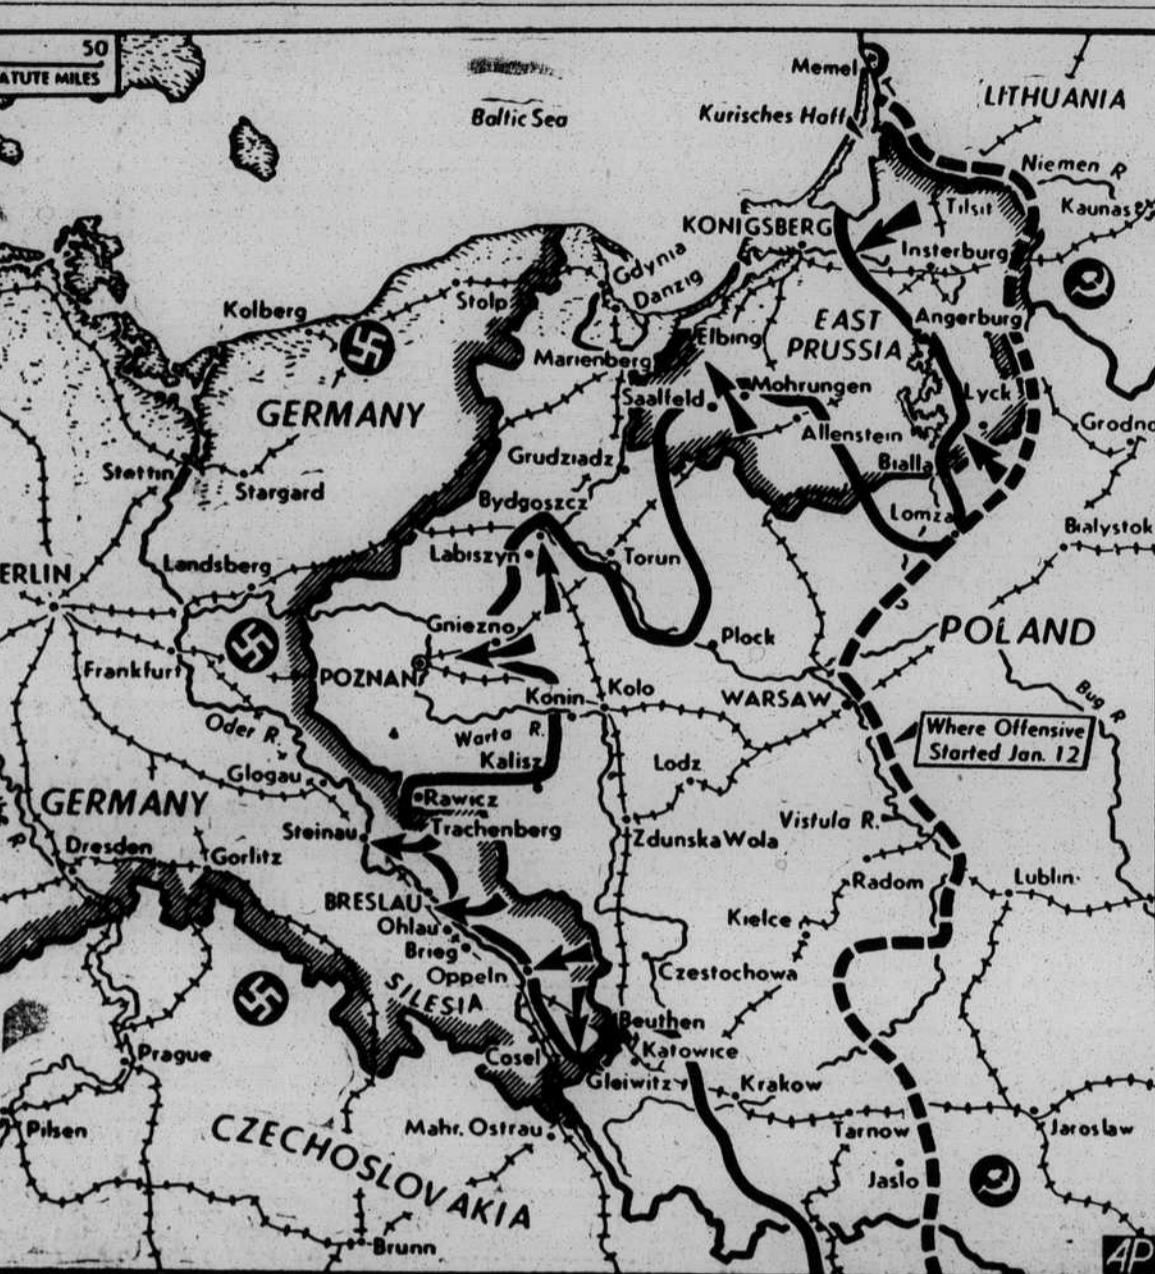 50
ATUTE MILES
Baltic Sea
Memel
Kurisches Haff
LITHUANIA
Niemen R
Tilsit
Kaunas
KONIGSBERG
Insterburg
Gdynia
Danzig
Stolp
Kolberg
Angerburg
EAST
PRUSSIA
Elbing
Marienberg
Mohrungen
Lyck
Saalfeld
GERMANY
Allenstein
Grodno
Grudziadz
Bialla
Stettin
Stargard
Bydgoszcz
Lomza
Bialystok
Labiszyn
Torun
Landsberg
ERLIN
Gniezno
Plock
POLAND
Frankfurt
POZNAN
Konin
Kolo
WARSAW
Bug R
Oder R.
Warta R.
Where Offensive
Started Jan. 12
Kalisz
Lodz
Glogau
GERMANY
Rawicz
Steinau
Trachenberg
Vistula R.
Zdunska Wola
Dresden
Gorlitz
Radom
Lublin
BRESLAU
Kielce
Ohlau
Brieg
Oppeln
Czestochowa
SILESIA
Beuthen
Prague
Cosel
Katowice
Gleiwitz
Krakow
Pilsen
CZECHOSLOVAKIA
Mahr. Ostrau
Tarnow
Jaroslaw
Jaslo
Brunn
AP